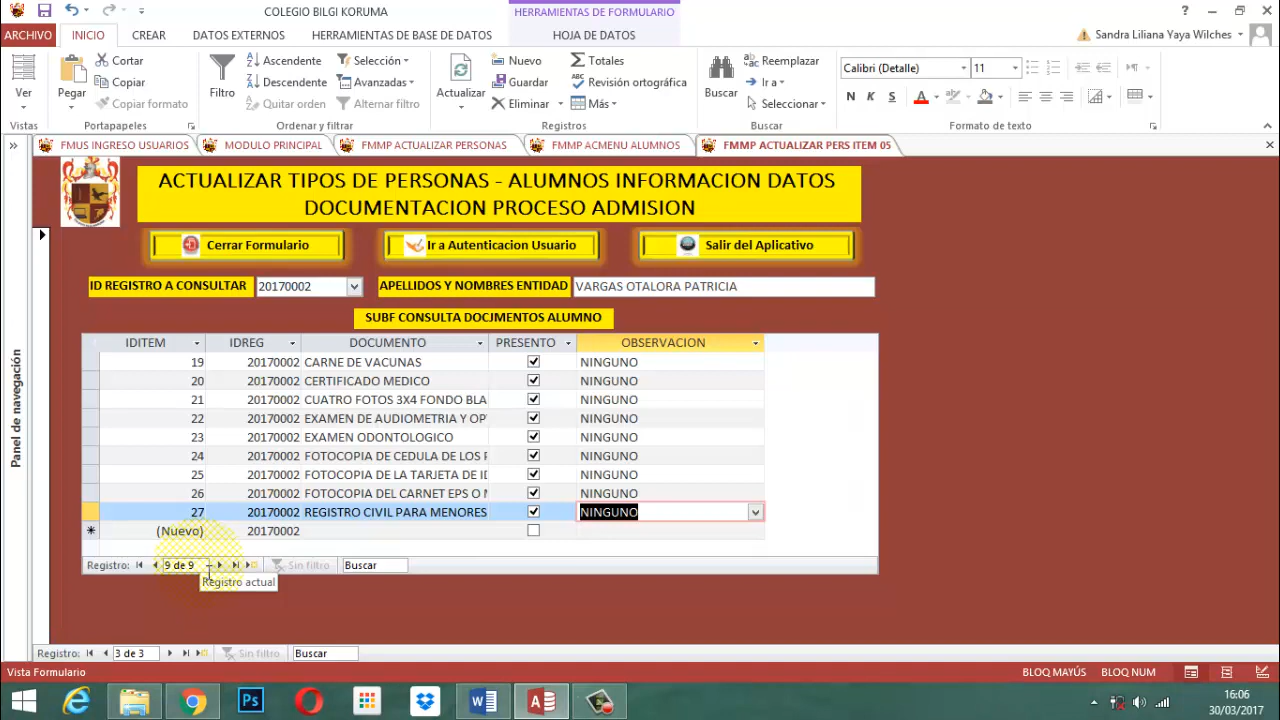 COLEGIO BILGI KORUMA
HERRAMIENTAS DE FORMULARIO
ARCHIVO INICIO CREAR DATOS EXTERNOS HERRAMIENTAS DE BASE DE DATOS HOJA DE DATOS
Sandra Liliana Yaya Wilches
Ver
Vistas
Pegar
Cortar
Copiar
Copiar formato
Portapapeles
Filtro
Ascendente
Descendente
Quitar orden
Selección
Avanzadas
Alternar filtro
Ordenar y filtrar
Actualizar
Nuevo
Guardar
Eliminar
Totales
Revisión ortográfica
Más
Registros
Buscar
Reemplazar
Ir a
Seleccionar
Buscar
Calibri (Detalle) 11
N K S
Formato de texto
FMUS INGRESO USUARIOS
MODULO PRINCIPAL
FMMP ACTUALIZAR PERSONAS
FMMP ACMENU ALUMNOS
FMMP ACTUALIZAR PERS ITEM 05
Panel de navegación
ACTUALIZAR TIPOS DE PERSONAS - ALUMNOS INFORMACION DATOS
DOCUMENTACION PROCESO ADMISION
Cerrar Formulario
Ir a Autenticacion Usuario
Salir del Aplicativo
ID REGISTRO A CONSULTAR 20170002 APELLIDOS Y NOMBRES ENTIDAD VARGAS OTALORA PATRICIA
SUBF CONSULTA DOCJMENTOS ALUMNO
IDITEM IDREG DOCUMENTO PRESENTO OBSERVACION
19 20170002 CARNE DE VACUNAS NINGUNO
20 20170002 CERTIFICADO MEDICO NINGUNO
21 20170002 CUATRO FOTOS 3X4 FONDO BLA NINGUNO
22 20170002 EXAMEN DE AUDIOMETRIA Y OP NINGUNO
23 20170002 EXAMEN ODONTOLOGICO NINGUNO
24 20170002 FOTOCOPIA DE CEDULA DE LOS P NINGUNO
25 20170002 FOTOCOPIA DE LA TARJETA DE ID NINGUNO
26 20170002 FOTOCOPIA DEL CARNET EPS O NINGUNO
27 20170002 REGISTRO CIVIL PARA MENORES NINGUNO
(Nuevo) 20170002
Registro: 9 de 9 Sin filtro Buscar
Registro actual
Registro: 3 de 3 Sin filtro Buscar
Vista Formulario
BLOQ MAYÚS BLOQ NUM
16:06
30/03/2017